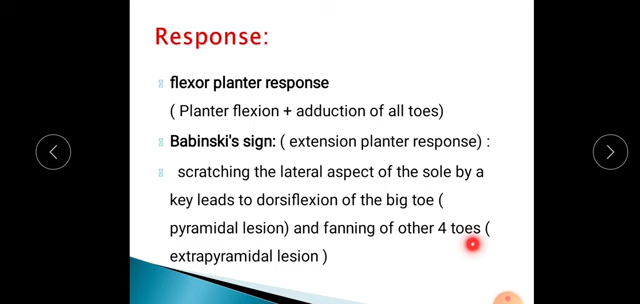 Response:
flexor planter response
( Planter flexion + adduction of all toes)
Babinski's sign: ( extension planter response) :
scratching the lateral aspect of the sole by a
key leads to dorsiflexion of the big toe (
pyramidal lesion) and fanning of other 4 toes (
extrapyramidal lesion )